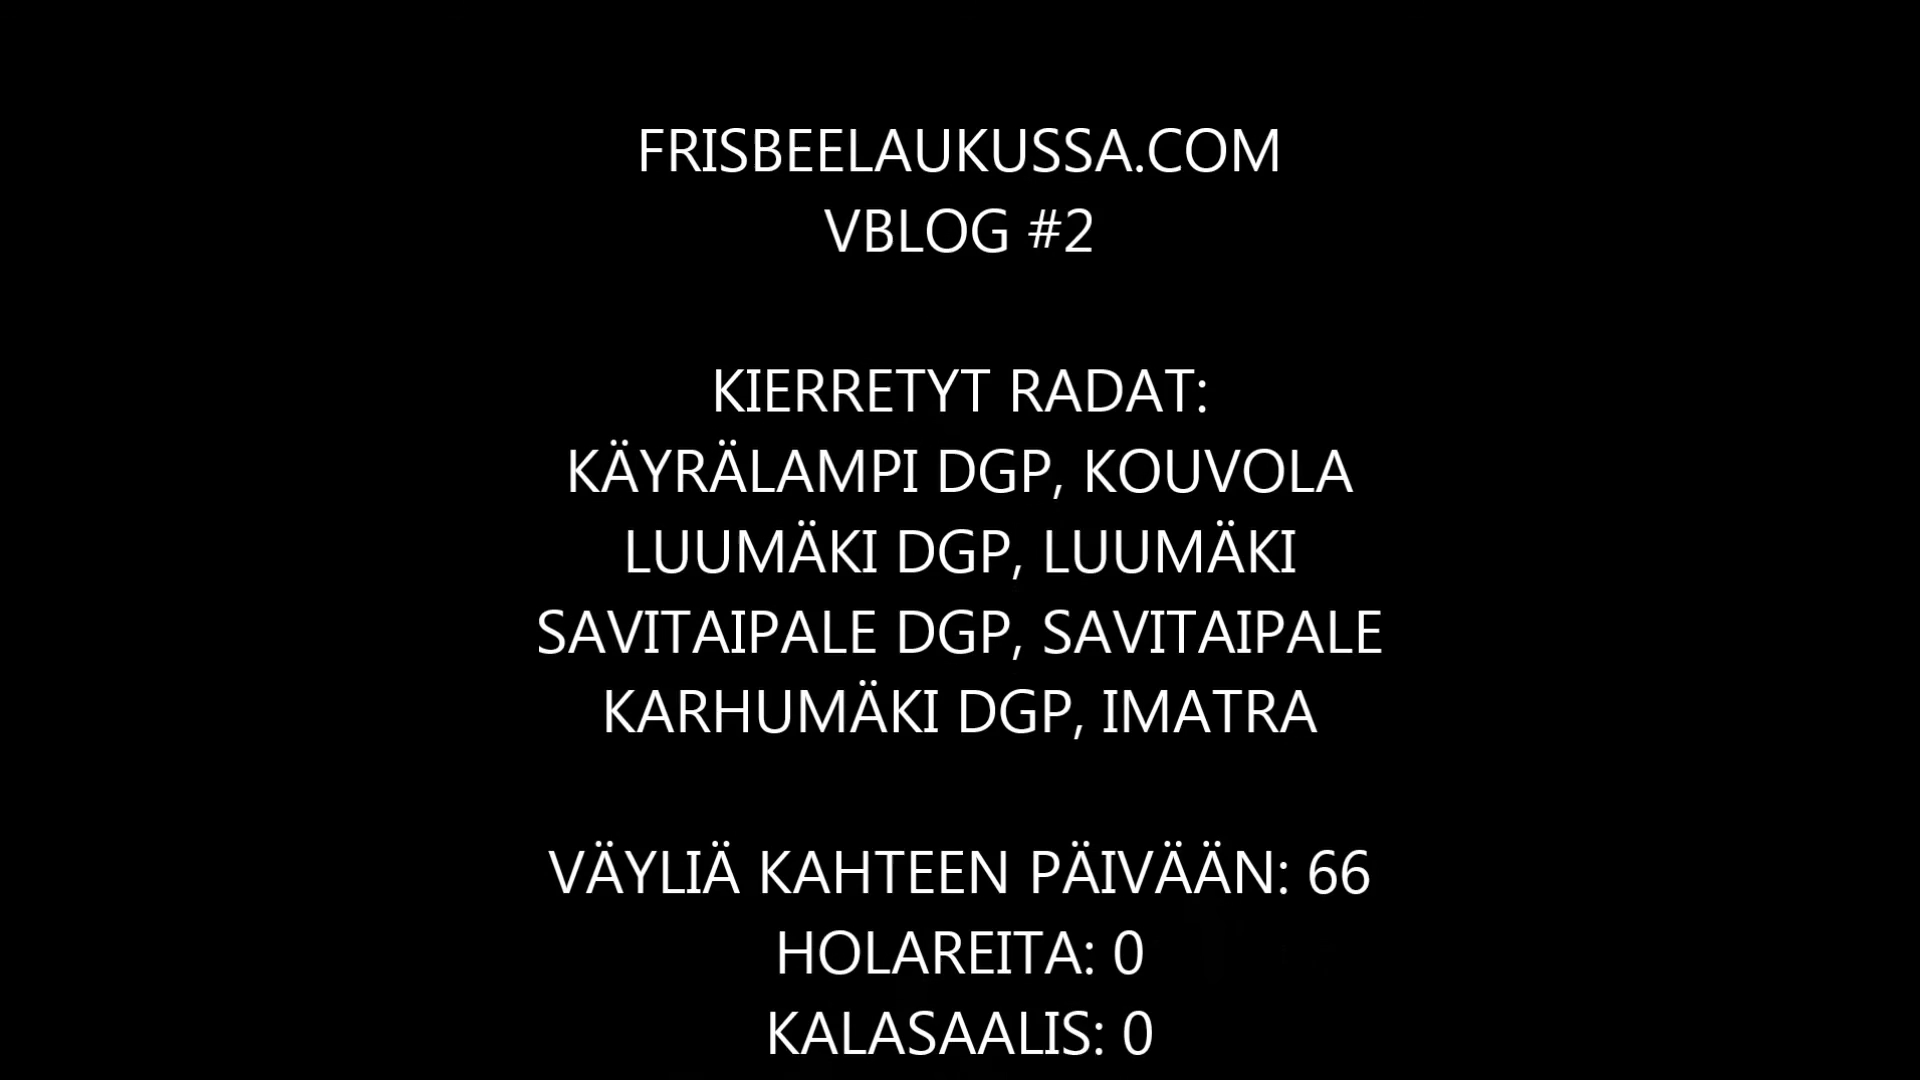 FRISBEELAUKUSSA.COM
VBLOG #2
KIERRETYT RADAT:
KÄYRÄLAMPI DGP, KOUVOLA
LUUMÄKI DGP, LUUMÄKI
SAVITAIPALE DGP, SAVITAIPALE
KARHUMÄKI DGP, IMATRA
VÄYLIÄ KAHTEEN PÄIVÄÄN: 66
HOLAREITA: 0
KALASAALIS: 0